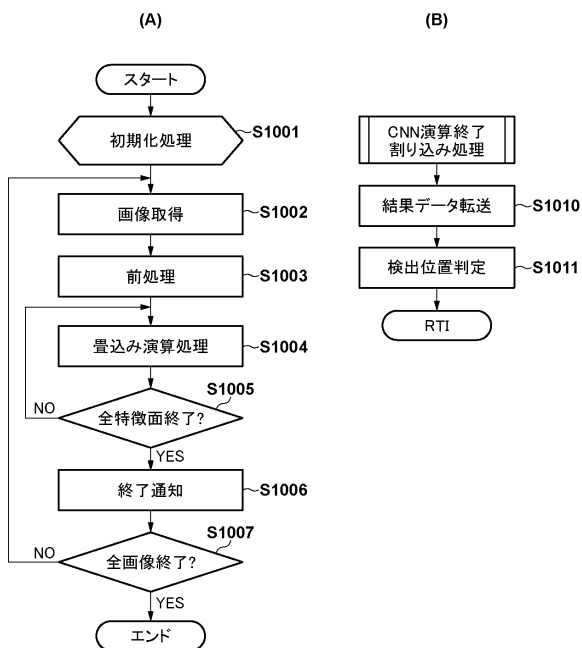 (A)
スタート
初期化処理
S1001
画像取得
S1002
前処理
S1003
畳込み演算処理
S1004
全特徴面終了?
S1005
NO
YES
終了通知
S1006
全画像終了?
S1007
NO
YES
エンド
(B)
CNN演算終了
割り込み処理
結果データ転送
S1010
検出位置判定
S1011
RTI